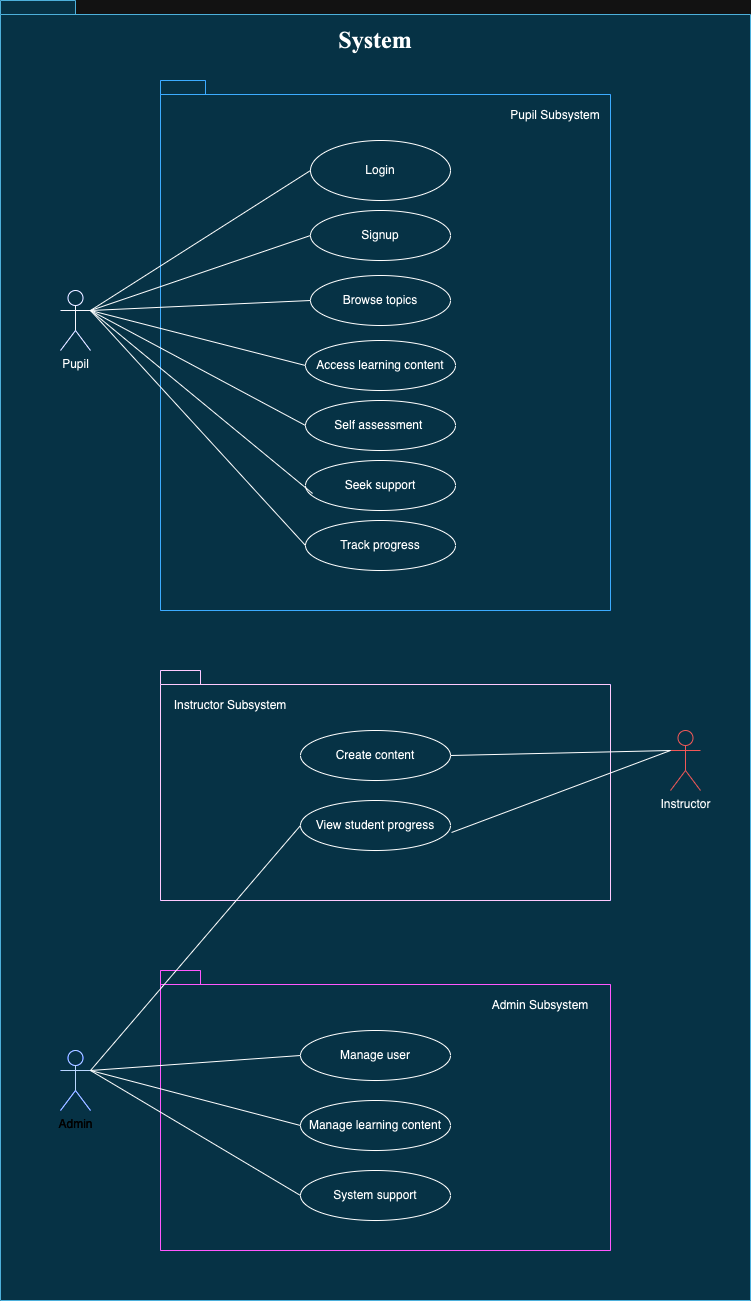 System
Pupil Subsystem
Login
Signup
Browse topics
Access learning content
Self assessment
Seek support
Track progress
Pupil
Instructor Subsystem
Create content
View student progress
Instructor
Admin Subsystem
Manage user
Manage learning content
System support
Admin